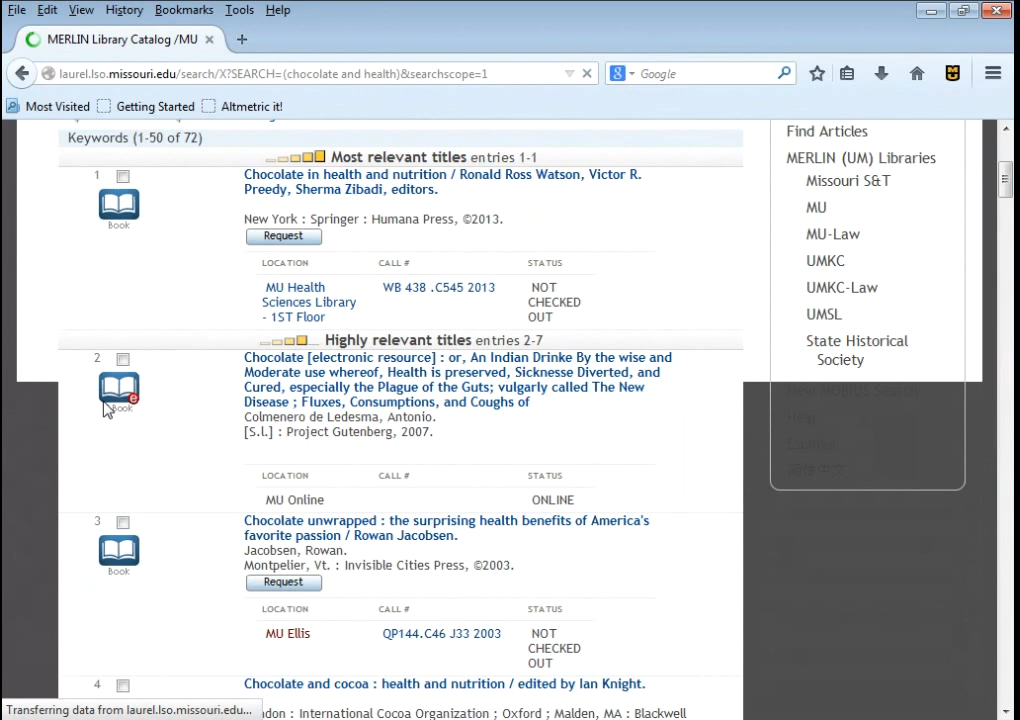 File Edit View History Bookmarks Tools Help
MERLIN Library Catalog /MU
laurel.lso.missouri.edu/search/X?SEARCH=(chocolate and health)&searchscope=1
Google
Most Visited Getting Started Altmetric it!
Keywords (1-50 of 72)
Most relevant titles entries 1-1
1
Book
Chocolate in health and nutrition / Ronald Ross Watson, Victor R.
Preedy, Sherma Zibadi, editors.
New York : Springer : Humana Press, ©2013.
Request
LOCATION CALL # STATUS
MU Health WB 438 .C545 2013 NOT
Sciences Library CHECKED
- 1ST Floor OUT
Highly relevant titles entries 2-7
2
Book
Chocolate [electronic resource] : or, An Indian Drinke By the wise and
Moderate use whereof, Health is preserved, Sicknesse Diverted, and
Cured, especially the Plague of the Guts; vulgarly called The New
Disease ; Fluxes, Consumptions, and Coughs of
Colmenero de Ledesma, Antonio.
[S.l.] : Project Gutenberg, 2007.
LOCATION CALL # STATUS
MU Online ONLINE
3
Book
Chocolate unwrapped : the surprising health benefits of America's
favorite passion / Rowan Jacobsen.
Jacobsen, Rowan.
Montpelier, Vt. : Invisible Cities Press, ©2003.
Request
LOCATION CALL # STATUS
MU Ellis QP144.C46 J33 2003 NOT
CHECKED
OUT
4
Chocolate and cocoa : health and nutrition / edited by Ian Knight.
ndon : International Cocoa Organization ; Oxford ; Malden, MA : Blackwell
Find Articles
MERLIN (UM) Libraries
Missouri S&T
MU
MU-Law
UMKC
UMKC-Law
UMSL
State Historical
Society
Help
Español
简体中文
Transferring data from laurel.lso.missouri.edu...